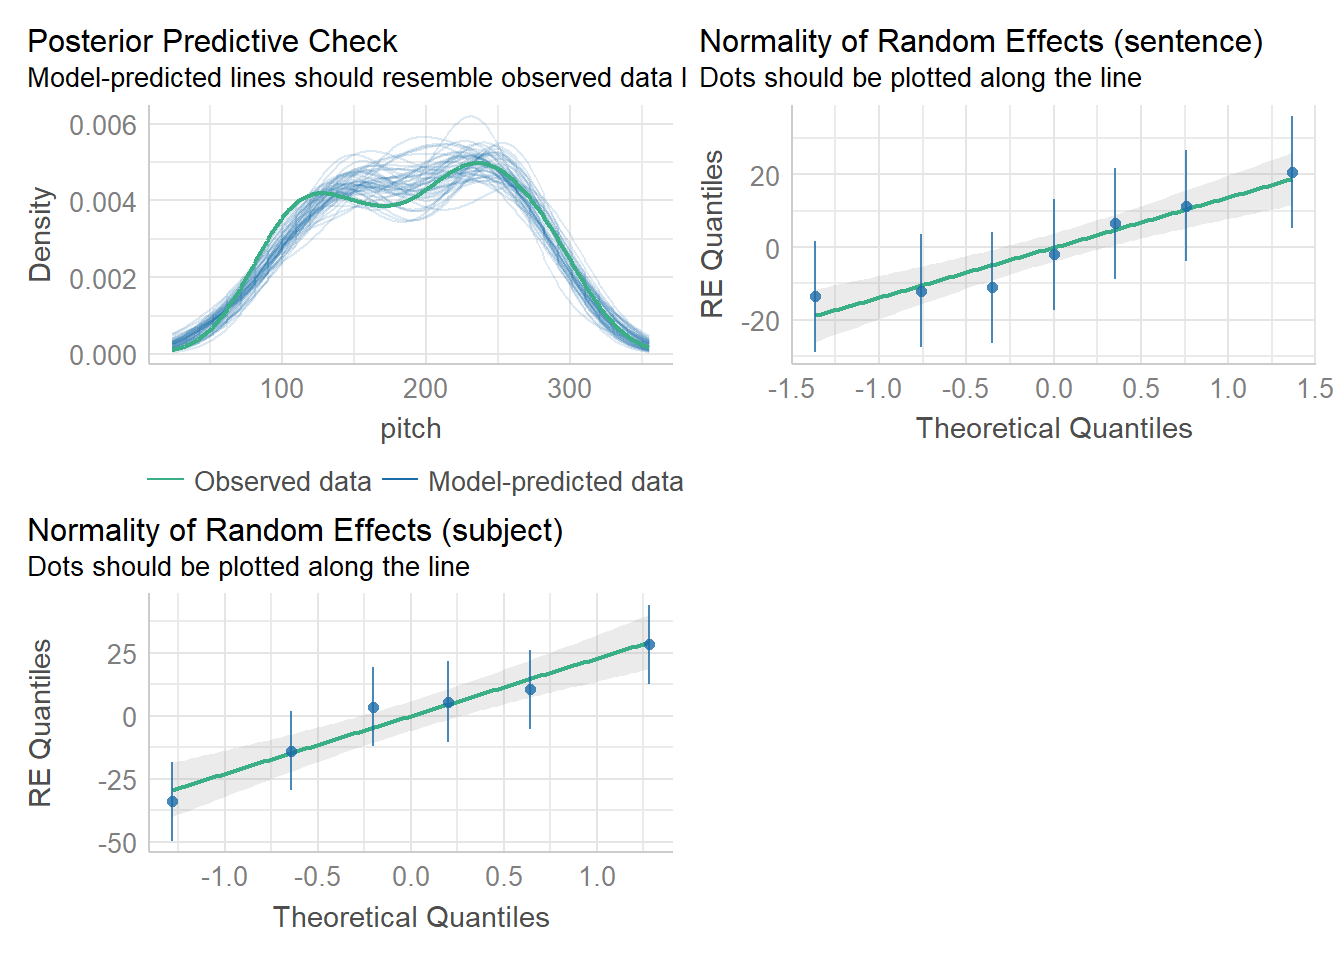 Posterior Predictive Check
Model-predicted lines should resemble observed data l
0.006
0.004
0.002
0.000
Density
100 200 300
pitch
Observed data Model-predicted data
Normality of Random Effects (sentence)
Dots should be plotted along the line
20
0
-20
RE Quantiles
-1.5 -1.0 -0.5 0.0 0.5 1.0 1.5
Theoretical Quantiles
Normality of Random Effects (subject)
Dots should be plotted along the line
25
0
-25
-50
RE Quantiles
-1.0 -0.5 0.0 0.5 1.0
Theoretical Quantiles